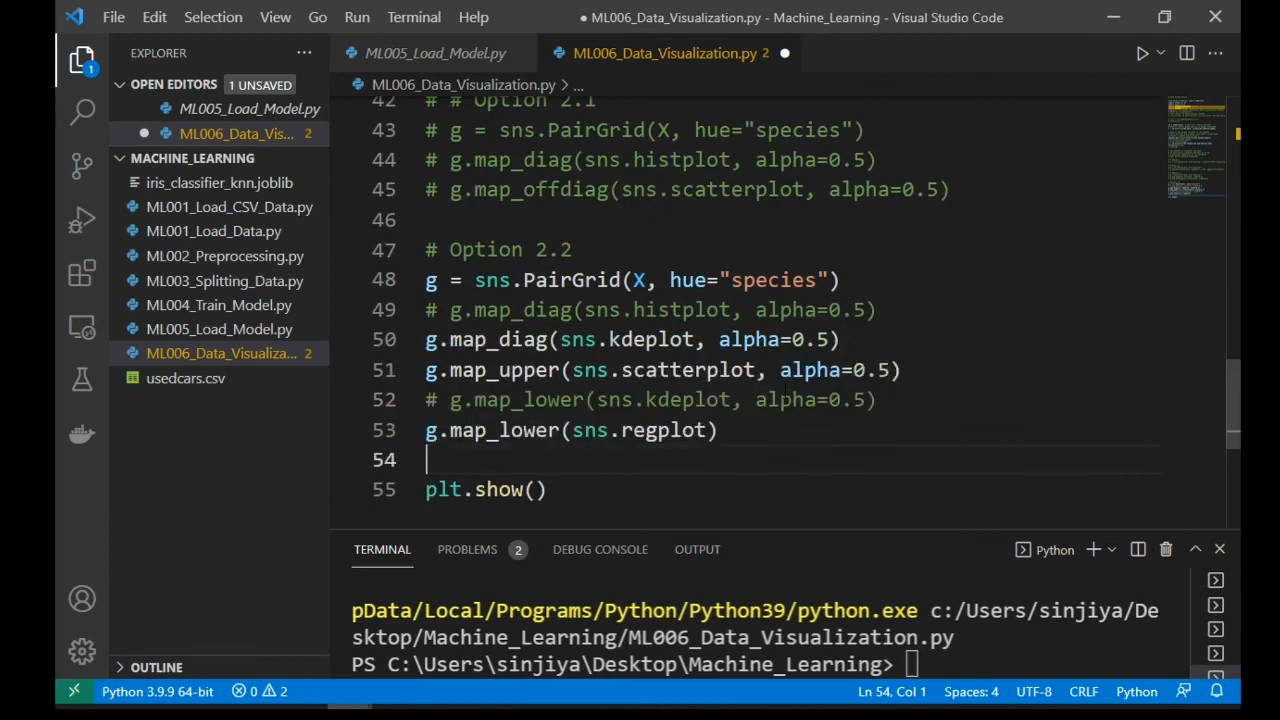 File Edit Selection View Go Run Terminal Help ● ML006_Data_Visualization.py - Machine_Learning - Visual Studio Code
EXPLORER ···
ML005_Load_Model.py ML006_Data_Visualization.py 2
OPEN EDITORS 1 UNSAVED
ML006_Data_Visualization.py > ...
ML005_Load_Model.py
ML006_Data_Vis... 2
MACHINE_LEARNING
iris_classifier_knn.joblib
ML001_Load_CSV_Data.py
ML001_Load_Data.py
ML002_Preprocessing.py
ML003_Splitting_Data.py
ML004_Train_Model.py
ML005_Load_Model.py
ML006_Data_Visualiza... 2
usedcars.csv
OUTLINE
1
42 # # Option 2.1
43 # g = sns.PairGrid(X, hue="species")
44 # g.map_diag(sns.histplot, alpha=0.5)
45 # g.map_offdiag(sns.scatterplot, alpha=0.5)
46
47 # Option 2.2
48 g = sns.PairGrid(X, hue="species")
49 # g.map_diag(sns.histplot, alpha=0.5)
50 g.map_diag(sns.kdeplot, alpha=0.5)
51 g.map_upper(sns.scatterplot, alpha=0.5)
52 # g.map_lower(sns.kdeplot, alpha=0.5)
53 g.map_lower(sns.regplot)
54
55 plt.show()
TERMINAL PROBLEMS 2 DEBUG CONSOLE OUTPUT Python
pData/Local/Programs/Python/Python39/python.exe c:/Users/sinjiya/De
sktop/Machine_Learning/ML006_Data_Visualization.py
PS C:\Users\sinjiya\Desktop\Machine_Learning>
Python 3.9.9 64-bit 0 2 Ln 54, Col 1 Spaces: 4 UTF-8 CRLF Python